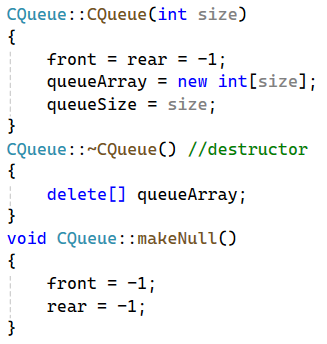 CQueue::CQueue(int size)
{
    front = rear = -1;
    queueArray = new int[size];
    queueSize = size;
}
CQueue::~CQueue() //destructor
{
    delete[] queueArray;
}
void CQueue::makeNull()
{
    front = -1;
    rear = -1;
}